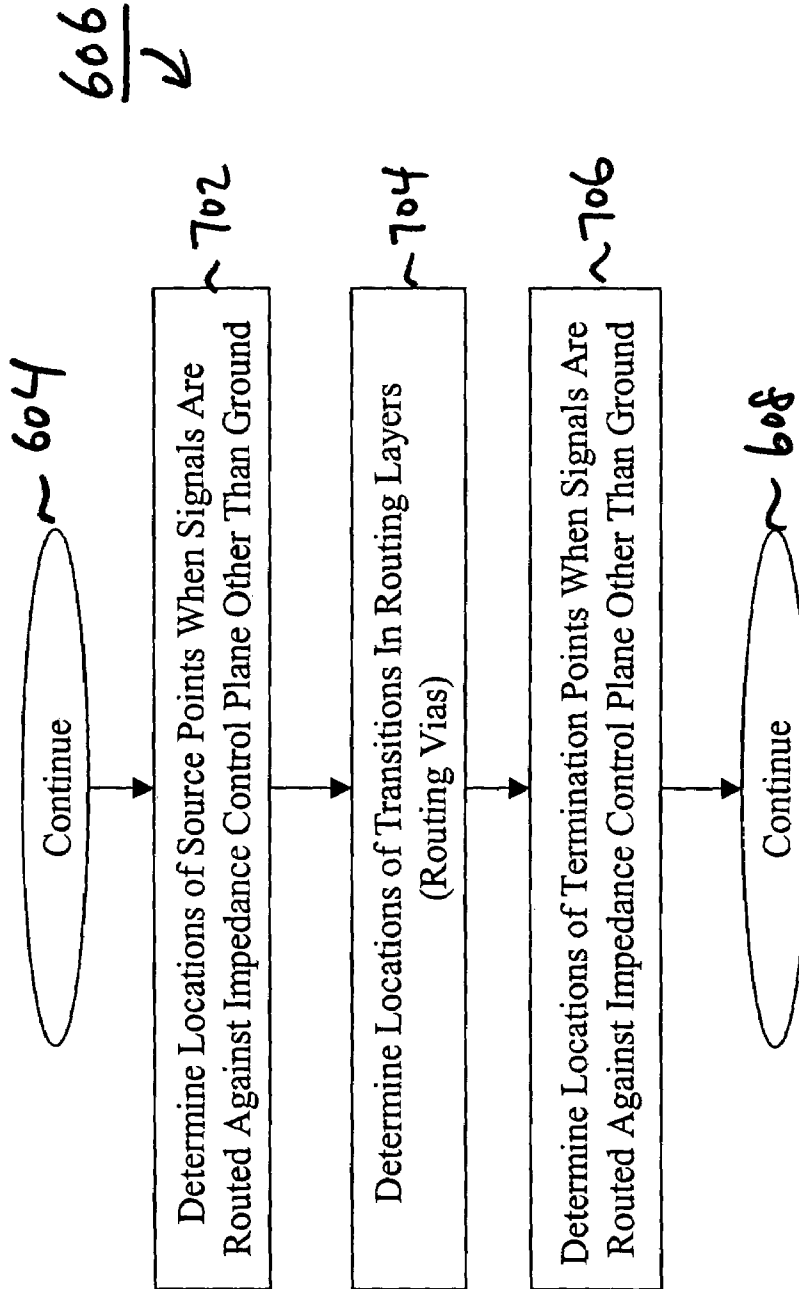 606
604
Continue
702
Determine Locations of Source Points When Signals Are
Routed Against Impedance Control Plane Other Than Ground
704
Determine Locations of Transitions In Routing Layers
(Routing Vias)
706
Determine Locations of Termination Points When Signals Are
Routed Against Impedance Control Plane Other Than Ground
608
Continue